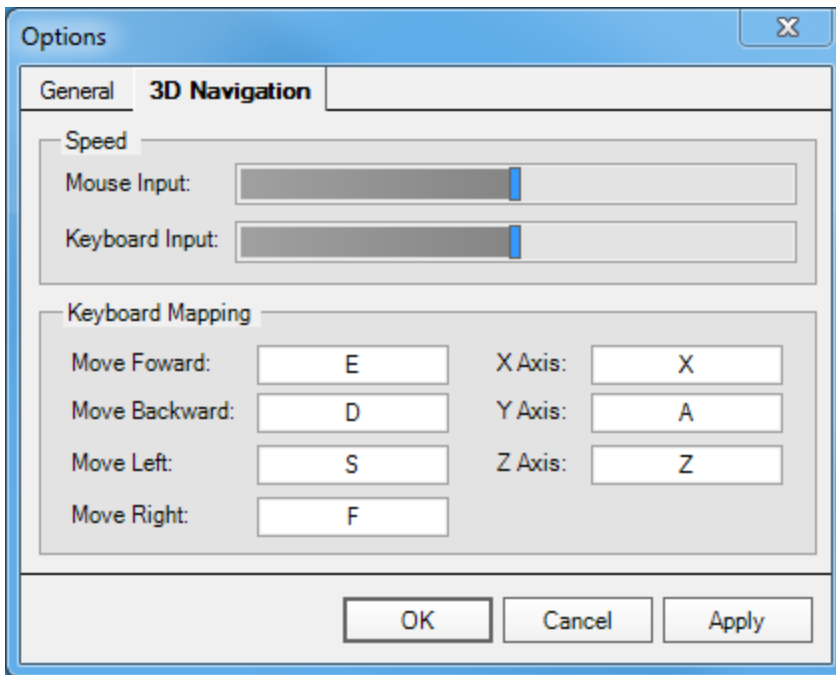 Options
General 3D Navigation
Speed
Mouse Input:
Keyboard Input:
Keyboard Mapping
Move Foward: E X Axis: X
Move Backward: D Y Axis: A
Move Left: S Z Axis: Z
Move Right: F
OK Cancel Apply